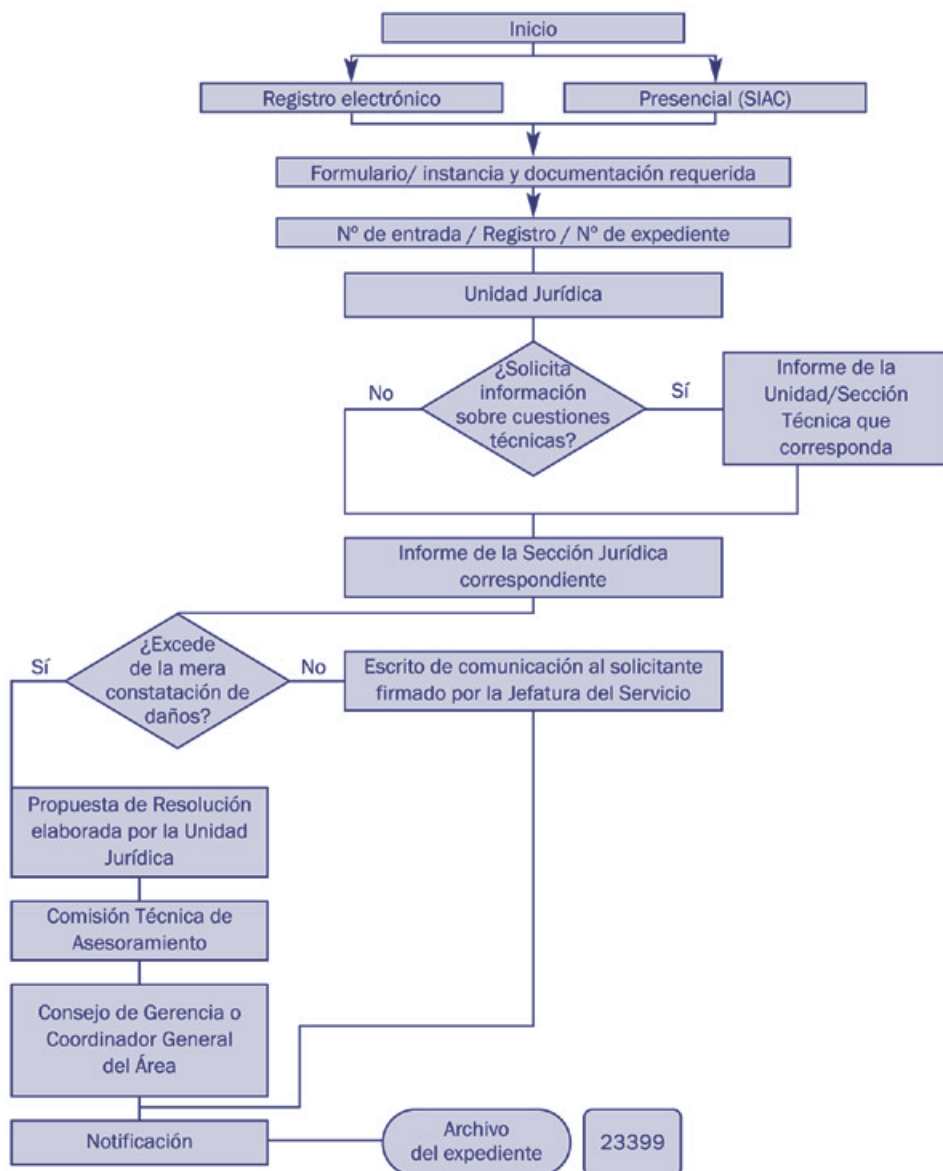 Inicio
Registro electrónico
Presencial (SIAC)
Formulario/ instancia y documentación requerida
Nº de entrada / Registro / Nº de expediente
Unidad Jurídica
¿Solicita
información
sobre cuestiones
técnicas?
No
Sí
Informe de la
Unidad/Sección
Técnica que
corresponda
Informe de la Sección Jurídica
correspondiente
¿Excede
de la mera
constatación de
daños?
Sí
No
Escrito de comunicación al solicitante
firmado por la Jefatura del Servicio
Propuesta de Resolución
elaborada por la Unidad
Jurídica
Comisión Técnica de
Asesoramiento
Consejo de Gerencia o
Coordinador General
del Área
Notificación
Archivo
del expediente
23399